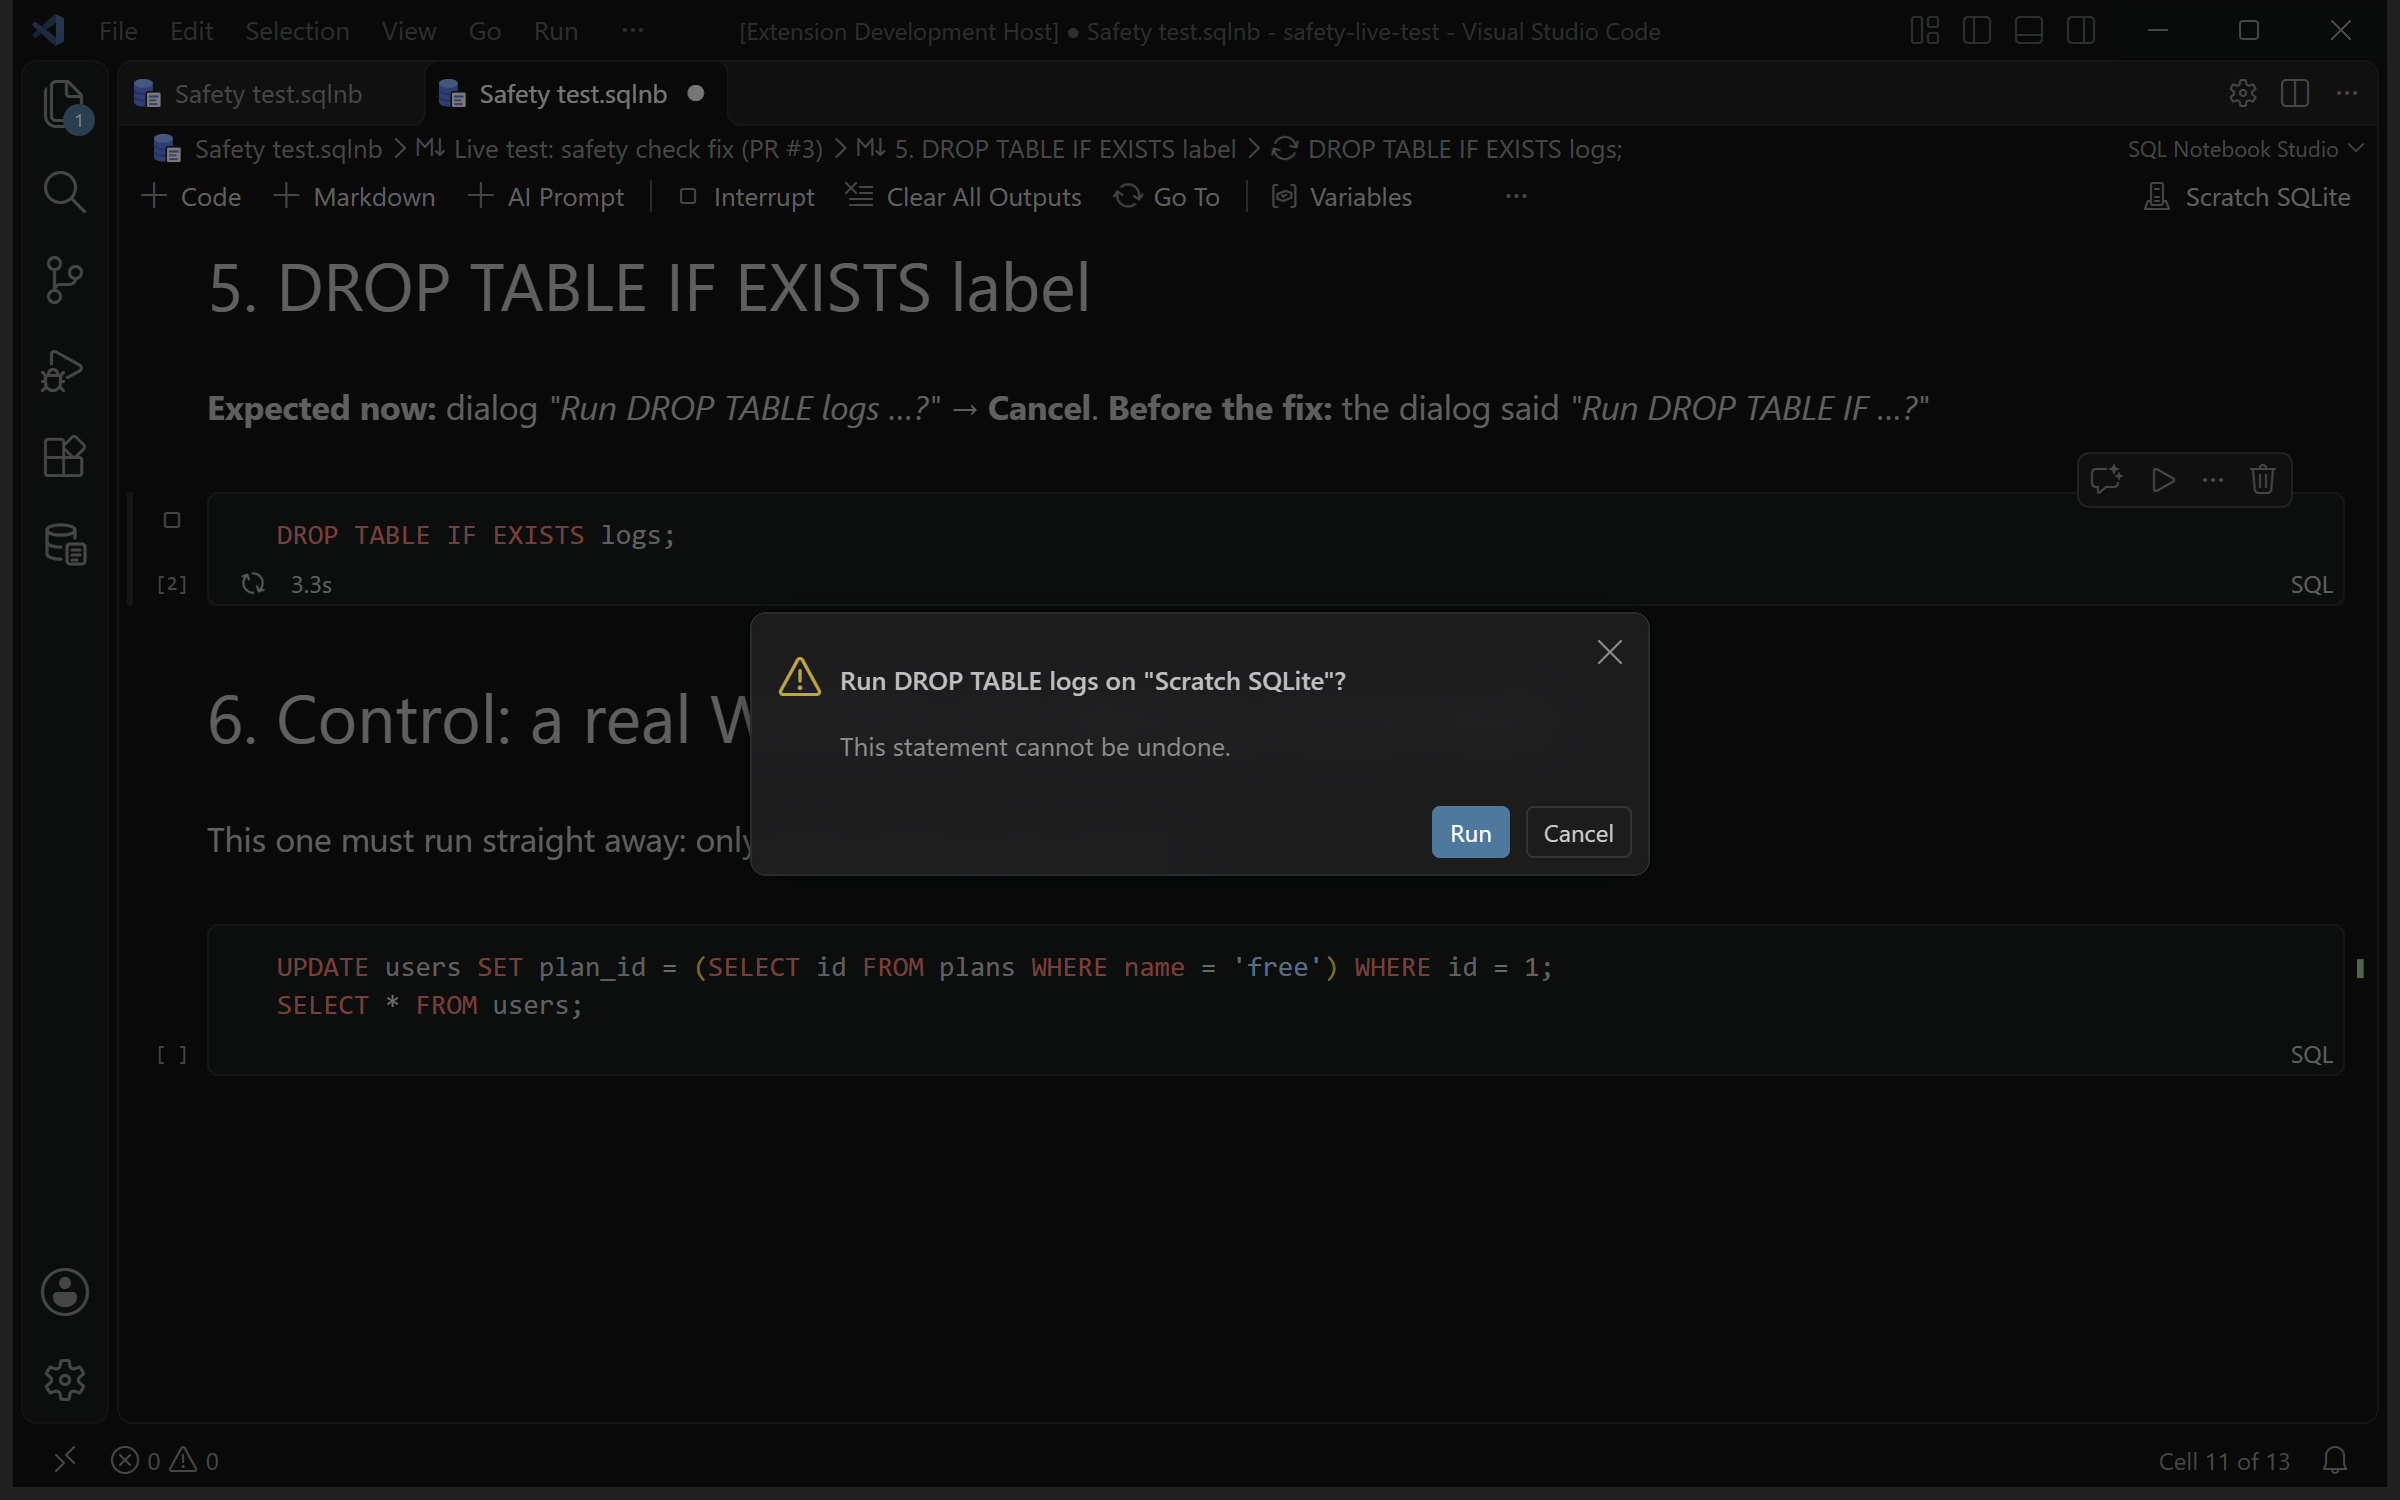 File Edit Selection View Go Run ··· [Extension Development Host] ● Safety test.sqlnb - safety-live-test - Visual Studio Code
Safety test.sqlnb Safety test.sqlnb ●
Safety test.sqlnb > M↓ Live test: safety check fix (PR #3) > M↓ 5. DROP TABLE IF EXISTS label > DROP TABLE IF EXISTS logs; SQL Notebook Studio
+ Code + Markdown + AI Prompt | Interrupt Clear All Outputs Go To | Variables ··· Scratch SQLite
1
5. DROP TABLE IF EXISTS label
Expected now: dialog "Run DROP TABLE logs ...?" → Cancel. Before the fix: the dialog said "Run DROP TABLE IF ...?"
DROP TABLE IF EXISTS logs;
[2] 3.3s SQL
Run DROP TABLE logs on "Scratch SQLite"?
This statement cannot be undone.
Run Cancel
6. Control: a real
This one must run straight away: only
UPDATE users SET plan_id = (SELECT id FROM plans WHERE name = 'free') WHERE id = 1;
SELECT * FROM users;
[ ] SQL
0 0 Cell 11 of 13